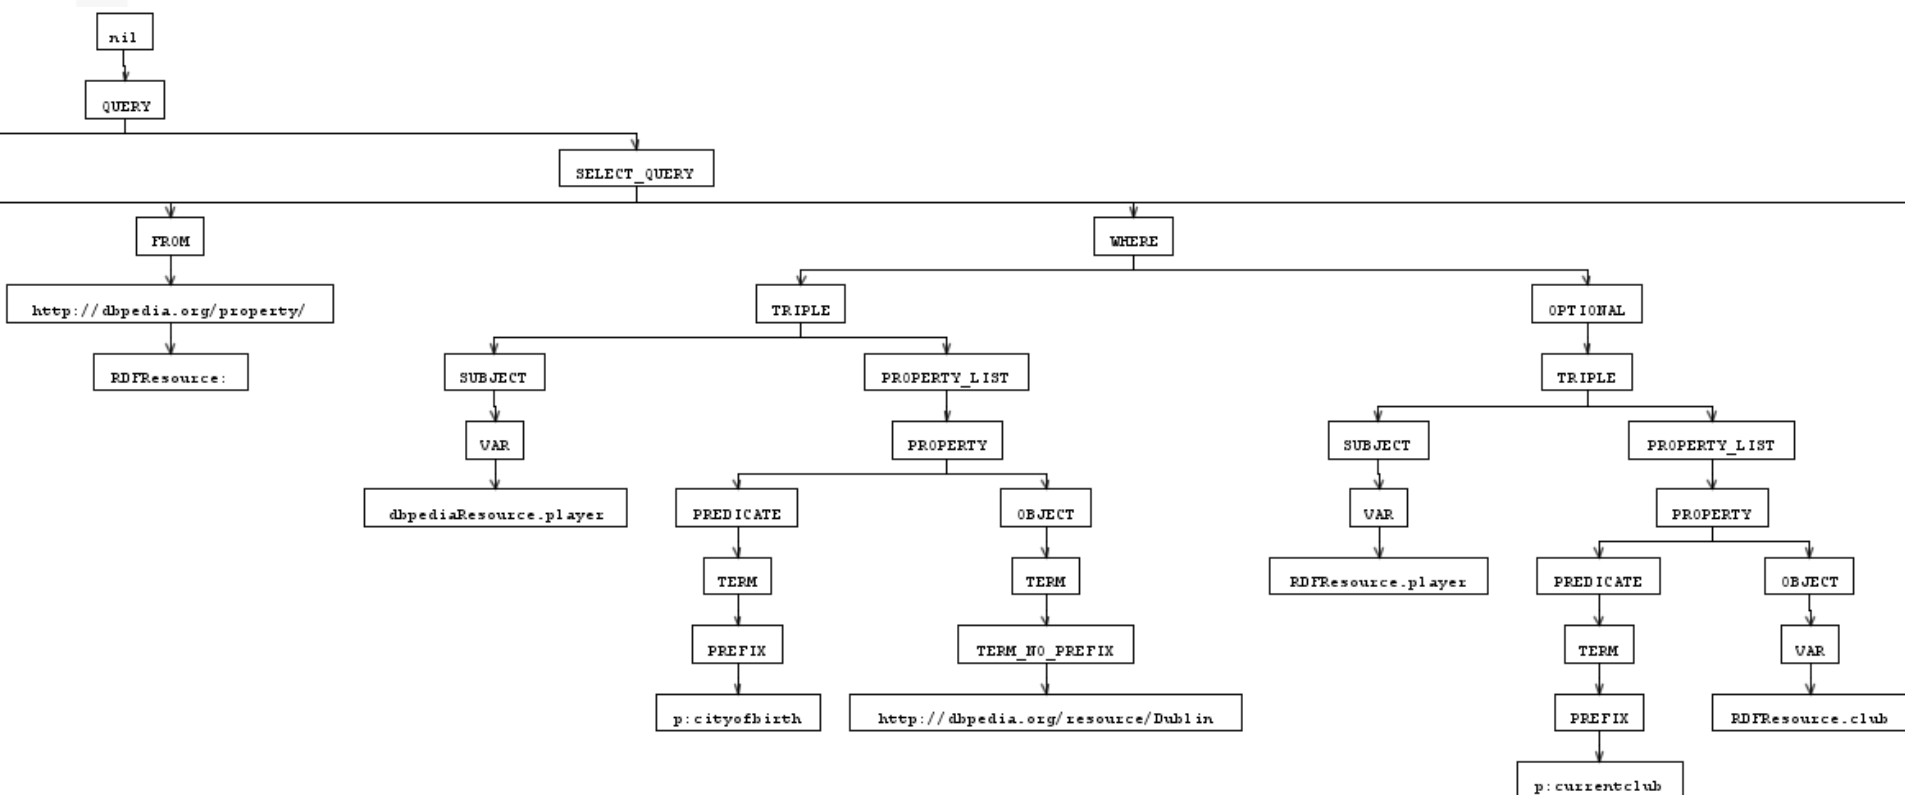 nil
QUERY
SELECT_QUERY
FROM
WHERE
http://dbpedia.org/property/
TRIPLE
OPTIONAL
RDFResource:
SUBJECT
PROPERTY_LIST
TRIPLE
VAR
PROPERTY
SUBJECT
PROPERTY_LIST
dbpediaResource.player
PREDICATE
OBJECT
VAR
PROPERTY
TERM
TERM
RDFResource.player
PREDICATE
OBJECT
PREFIX
TERM_NO_PREFIX
TERM
VAR
p:cityofbirth
http://dbpedia.org/resource/Dublin
PREFIX
RDFResource.club
p:currentclub